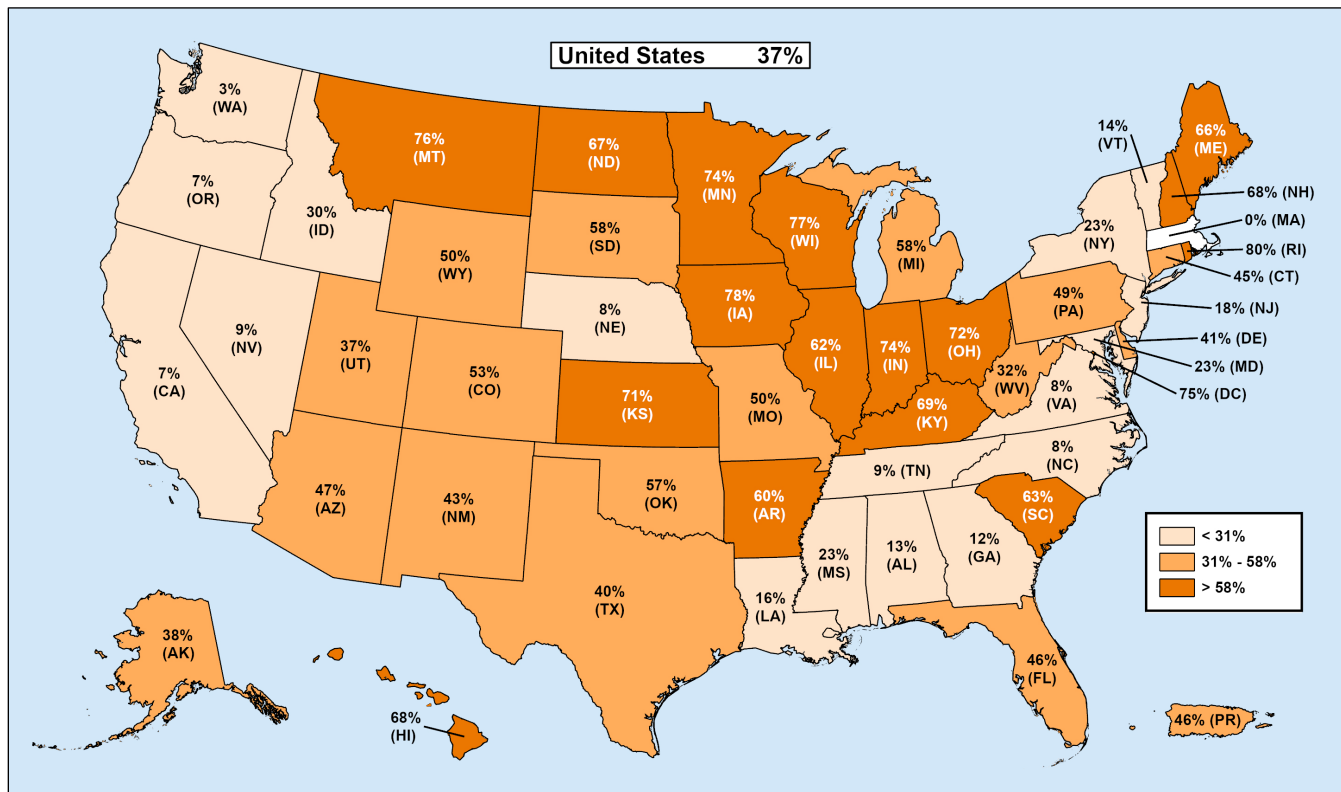 United States 37%
3%
(WA)
76%
(MT)
67%
(ND)
74%
(MN)
14%
(VT)
66%
(ME)
7%
(OR)
30%
(ID)
58%
(SD)
77%
(WI)
58%
(MI)
23%
(NY)
68% (NH)
0% (MA)
80% (RI)
45% (CT)
50%
(WY)
8%
(NE)
78%
(IA)
49%
(PA)
18% (NJ)
41% (DE)
23% (MD)
75% (DC)
7%
(CA)
9%
(NV)
37%
(UT)
53%
(CO)
71%
(KS)
50%
(MO)
62%
(IL)
74%
(IN)
72%
(OH)
69%
(KY)
32%
(WV)
8%
(VA)
47%
(AZ)
43%
(NM)
57%
(OK)
60%
(AR)
9% (TN)
8%
(NC)
63%
(SC)
40%
(TX)
16%
(LA)
23%
(MS)
13%
(AL)
12%
(GA)
46%
(FL)
< 31%
31% - 58%
> 58%
38%
(AK)
68%
(HI)
46% (PR)